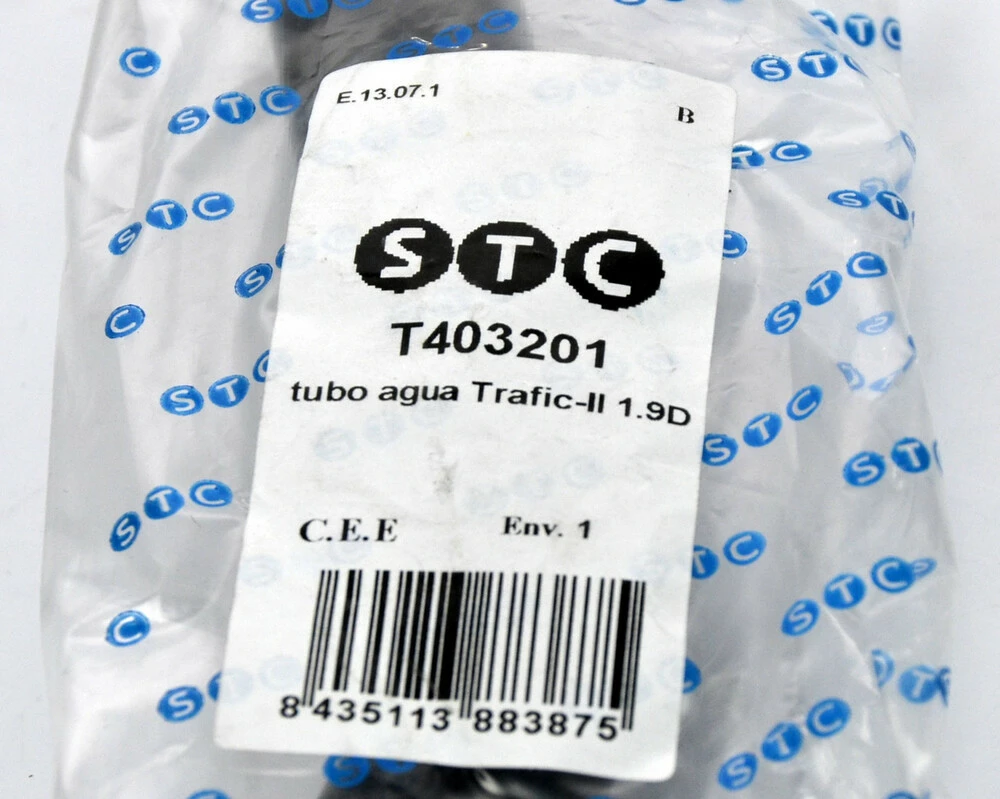 E.13.07.1
B
STC
T403201
tubo agua Trafic-II 1.9D
C.E.E Env. 1
8 435113 883875